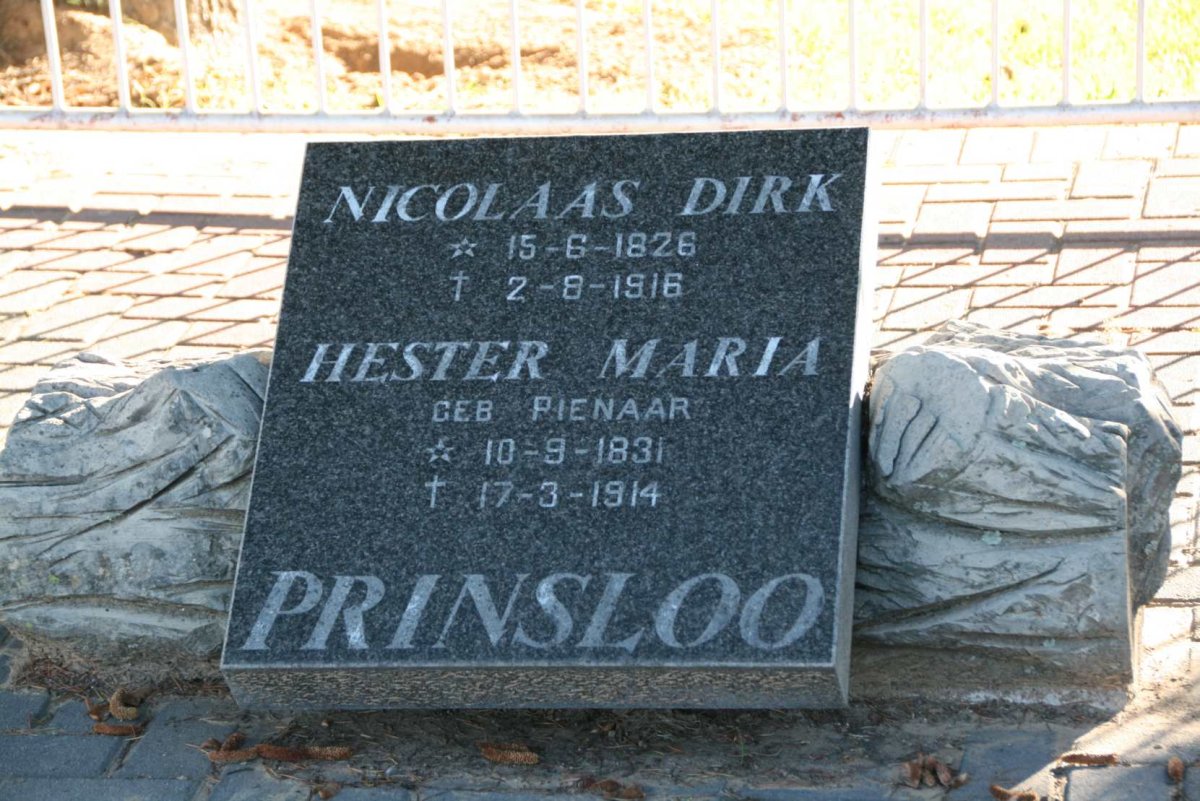 NICOLAAS DIRK
☆ 15-6-1826
† 2-8-1916
HESTER MARIA
GEB PIENAAR
☆ 10-9-1831
† 17-3-1914
PRINSLOO